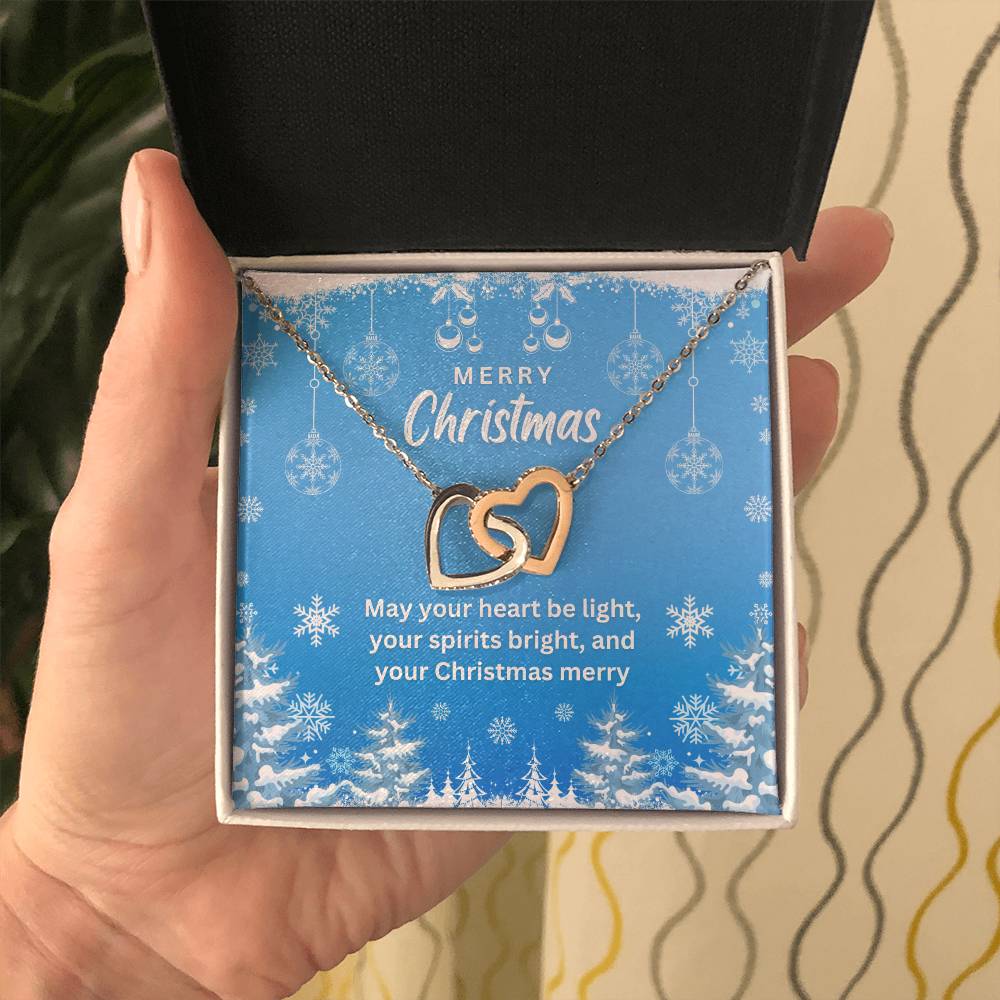 MERRY
Christmas
May your heart be light,
your spirits bright, and
your Christmas merry